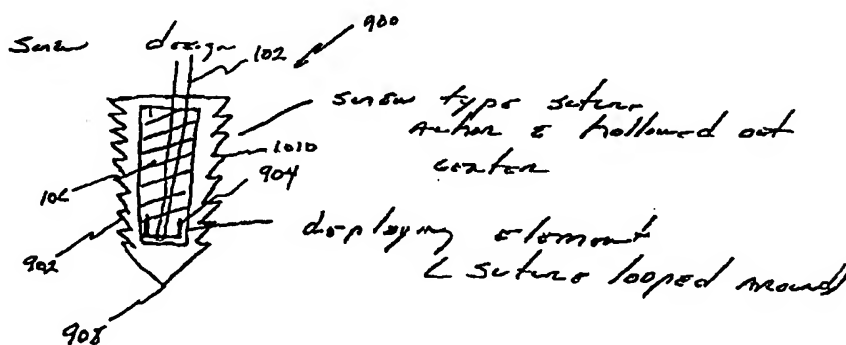 screw design
900
102
screw type suture
anchor c̄ hollowed out
center
1010
904
106
902
908
deploying element
c̄ suture looped around